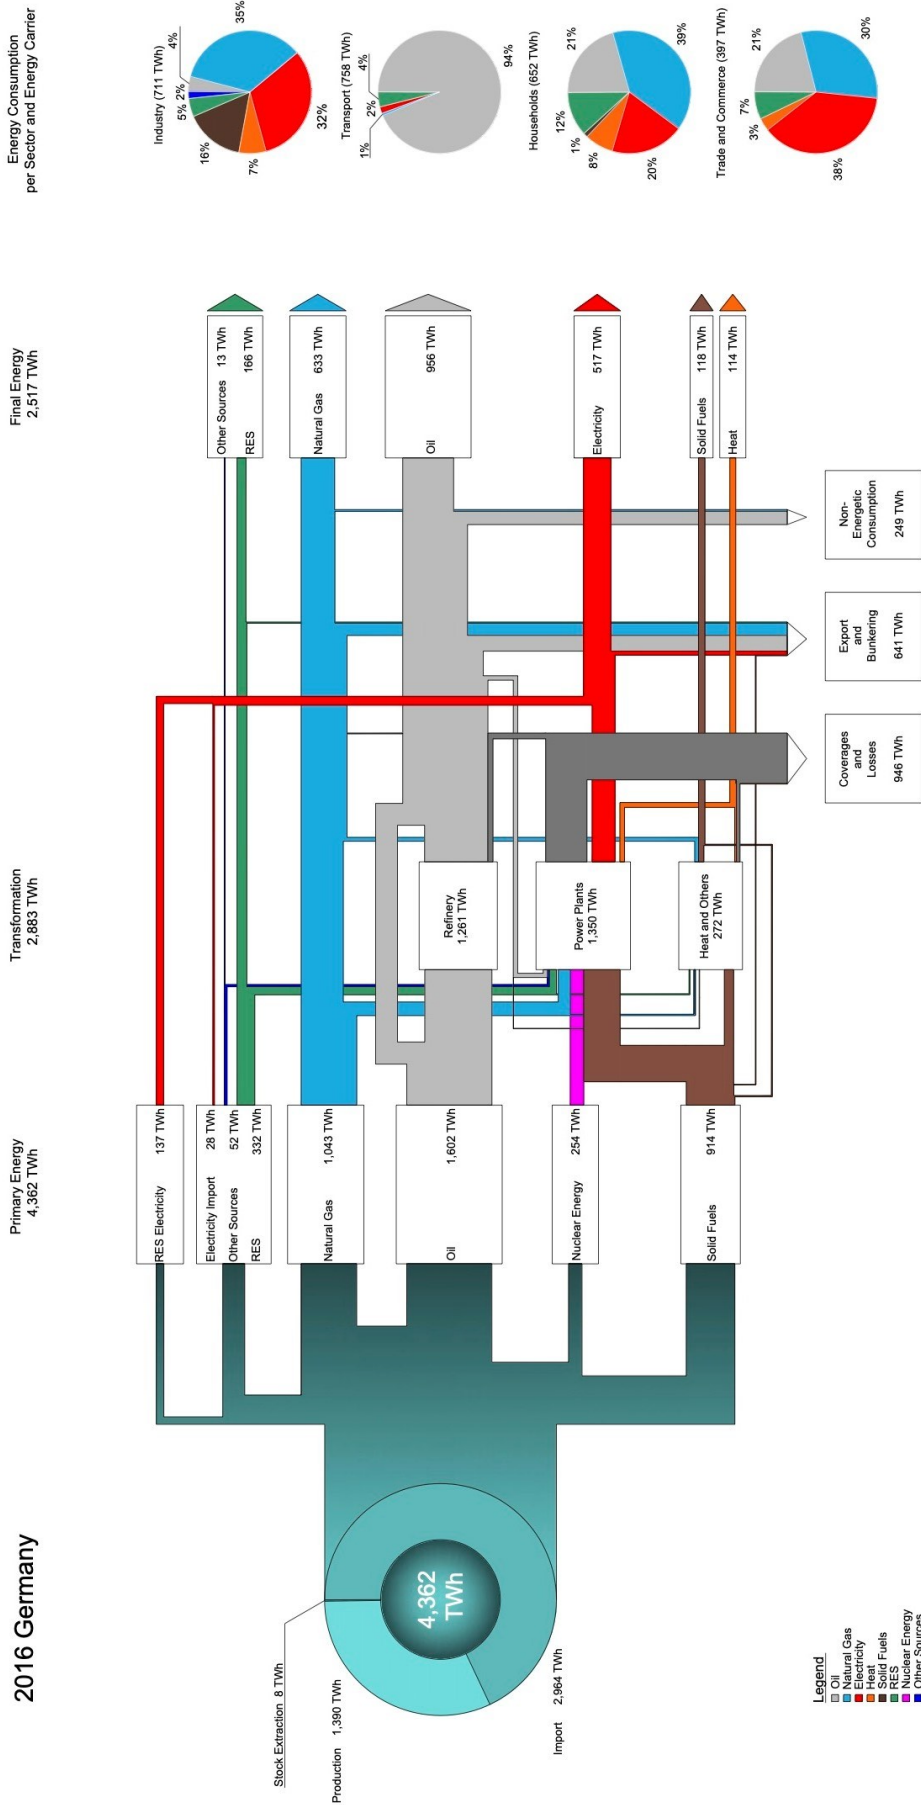 2016 Germany
Primary Energy
4,362 TWh
Transformation
2,883 TWh
Final Energy
2,517 TWh
Energy Consumption
per Sector and Energy Carrier
Stock Extraction 8 TWh
Production 1,390 TWh
4,362
TWh
Import 2,964 TWh
RES Electricity 137 TWh
Electricity Import 28 TWh
Other Sources 52 TWh
RES 332 TWh
Natural Gas 1,043 TWh
Oil 1,602 TWh
Nuclear Energy 254 TWh
Solid Fuels 914 TWh
Refinery
1,261 TWh
Power Plants
1,350 TWh
Heat and Others
272 TWh
Other Sources 13 TWh
RES 166 TWh
Natural Gas 633 TWh
Oil 956 TWh
Electricity 517 TWh
Solid Fuels 118 TWh
Heat 114 TWh
Coverages
and
Losses
946 TWh
Export
and
Bunkering
641 TWh
Non-
Energetic
Consumption
249 TWh
Industry (711 TWh)
4%
35%
2%
5%
16%
7%
32%
Transport (758 TWh)
4%
2%
1%
94%
Households (652 TWh)
21%
39%
12%
1%
8%
20%
Trade and Commerce (397 TWh)
21%
30%
7%
3%
38%
Legend
Oil
Natural Gas
Electricity
Heat
Solid Fuels
RES
Nuclear Energy
Other Sources